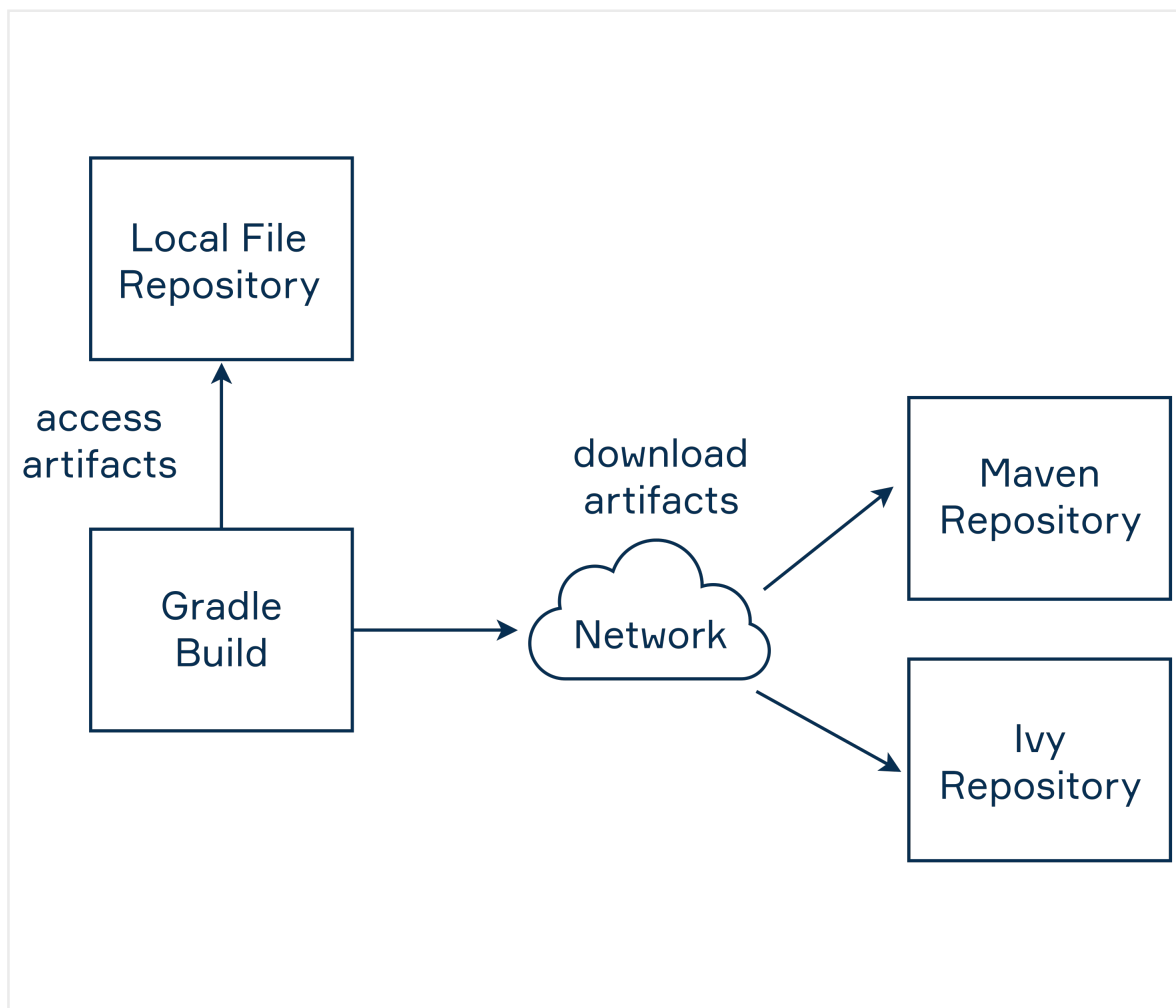 Local File
Repository
access
artifacts
Gradle
Build
download
artifacts
Network
Maven
Repository
Ivy
Repository